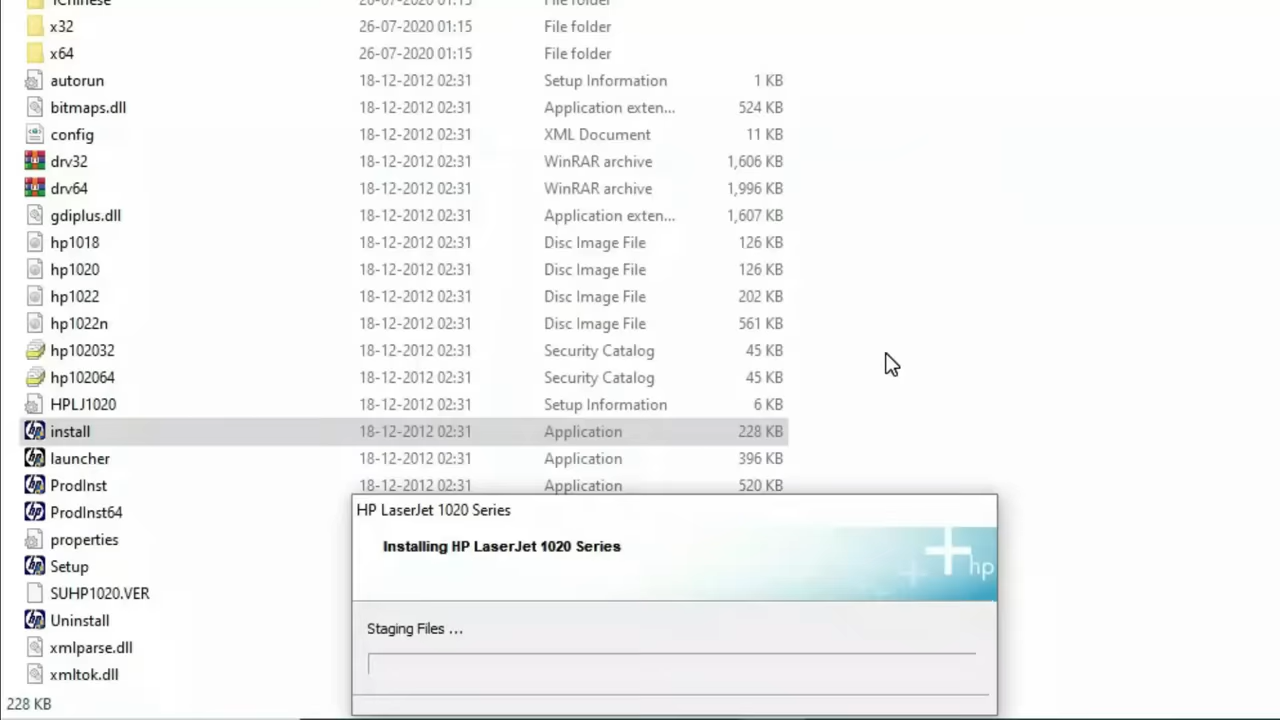 x32 26-07-2020 01:15 File folder
x64 26-07-2020 01:15 File folder
autorun 18-12-2012 02:31 Setup Information 1 KB
bitmaps.dll 18-12-2012 02:31 Application exten... 524 KB
config 18-12-2012 02:31 XML Document 11 KB
drv32 18-12-2012 02:31 WinRAR archive 1,606 KB
drv64 18-12-2012 02:31 WinRAR archive 1,996 KB
gdiplus.dll 18-12-2012 02:31 Application exten... 1,607 KB
hp1018 18-12-2012 02:31 Disc Image File 126 KB
hp1020 18-12-2012 02:31 Disc Image File 126 KB
hp1022 18-12-2012 02:31 Disc Image File 202 KB
hp1022n 18-12-2012 02:31 Disc Image File 561 KB
hp102032 18-12-2012 02:31 Security Catalog 45 KB
hp102064 18-12-2012 02:31 Security Catalog 45 KB
HPLJ1020 18-12-2012 02:31 Setup Information 6 KB
install 18-12-2012 02:31 Application 228 KB
launcher 18-12-2012 02:31 Application 396 KB
ProdInst 18-12-2012 02:31 Application 520 KB
ProdInst64
properties
Setup
SUHP1020.VER
Uninstall
xmlparse.dll
xmltok.dll
228 KB
HP LaserJet 1020 Series
Installing HP LaserJet 1020 Series
hp
Staging Files ...